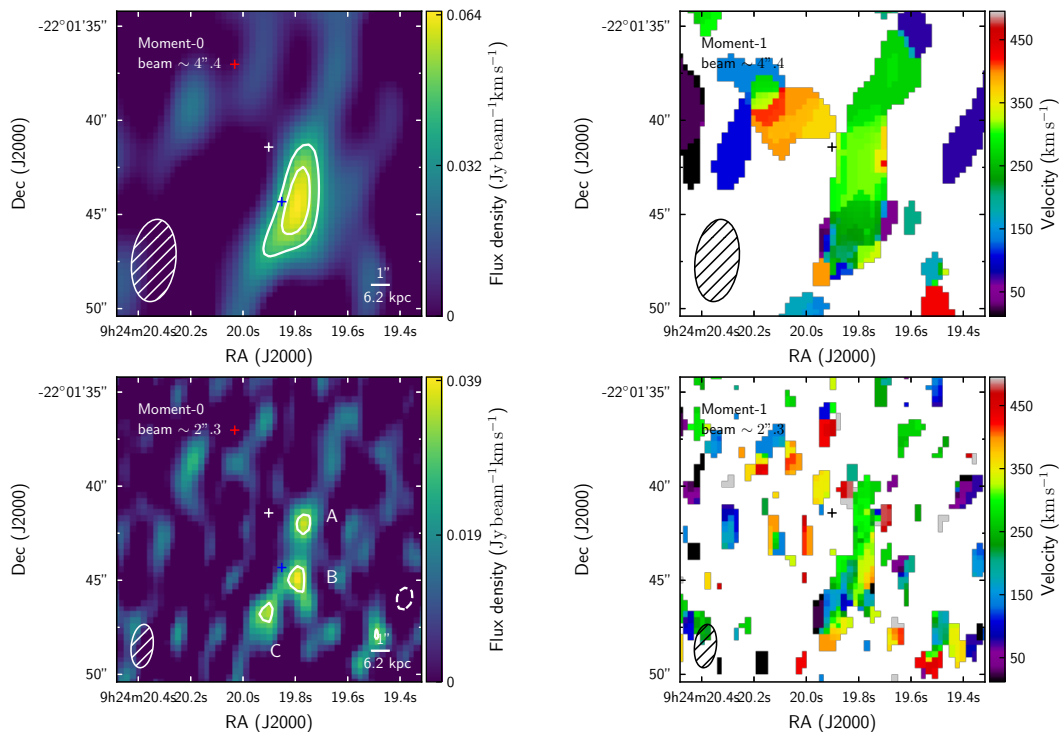 -22°01'35"
40"
45"
50"
Dec (J2000)
Moment-0
beam ∼ 4".4
1"
6.2 kpc
9h24m20.4s 20.2s 20.0s 19.8s 19.6s 19.4s
RA (J2000)
0.064
0.032
0
Flux density (Jy beam⁻¹km s⁻¹)
-22°01'35"
40"
45"
50"
Dec (J2000)
Moment-1
beam ∼ 4".4
9h24m20.4s 20.2s 20.0s 19.8s 19.6s 19.4s
RA (J2000)
450
350
250
150
50
Velocity (km s⁻¹)
-22°01'35"
40"
45"
50"
Dec (J2000)
Moment-0
beam ∼ 2".3
A
B
C
1"
6.2 kpc
9h24m20.4s 20.2s 20.0s 19.8s 19.6s 19.4s
RA (J2000)
0.039
0.019
0
Flux density (Jy beam⁻¹km s⁻¹)
-22°01'35"
40"
45"
50"
Dec (J2000)
Moment-1
beam ∼ 2".3
9h24m20.4s 20.2s 20.0s 19.8s 19.6s 19.4s
RA (J2000)
450
350
250
150
50
Velocity (km s⁻¹)